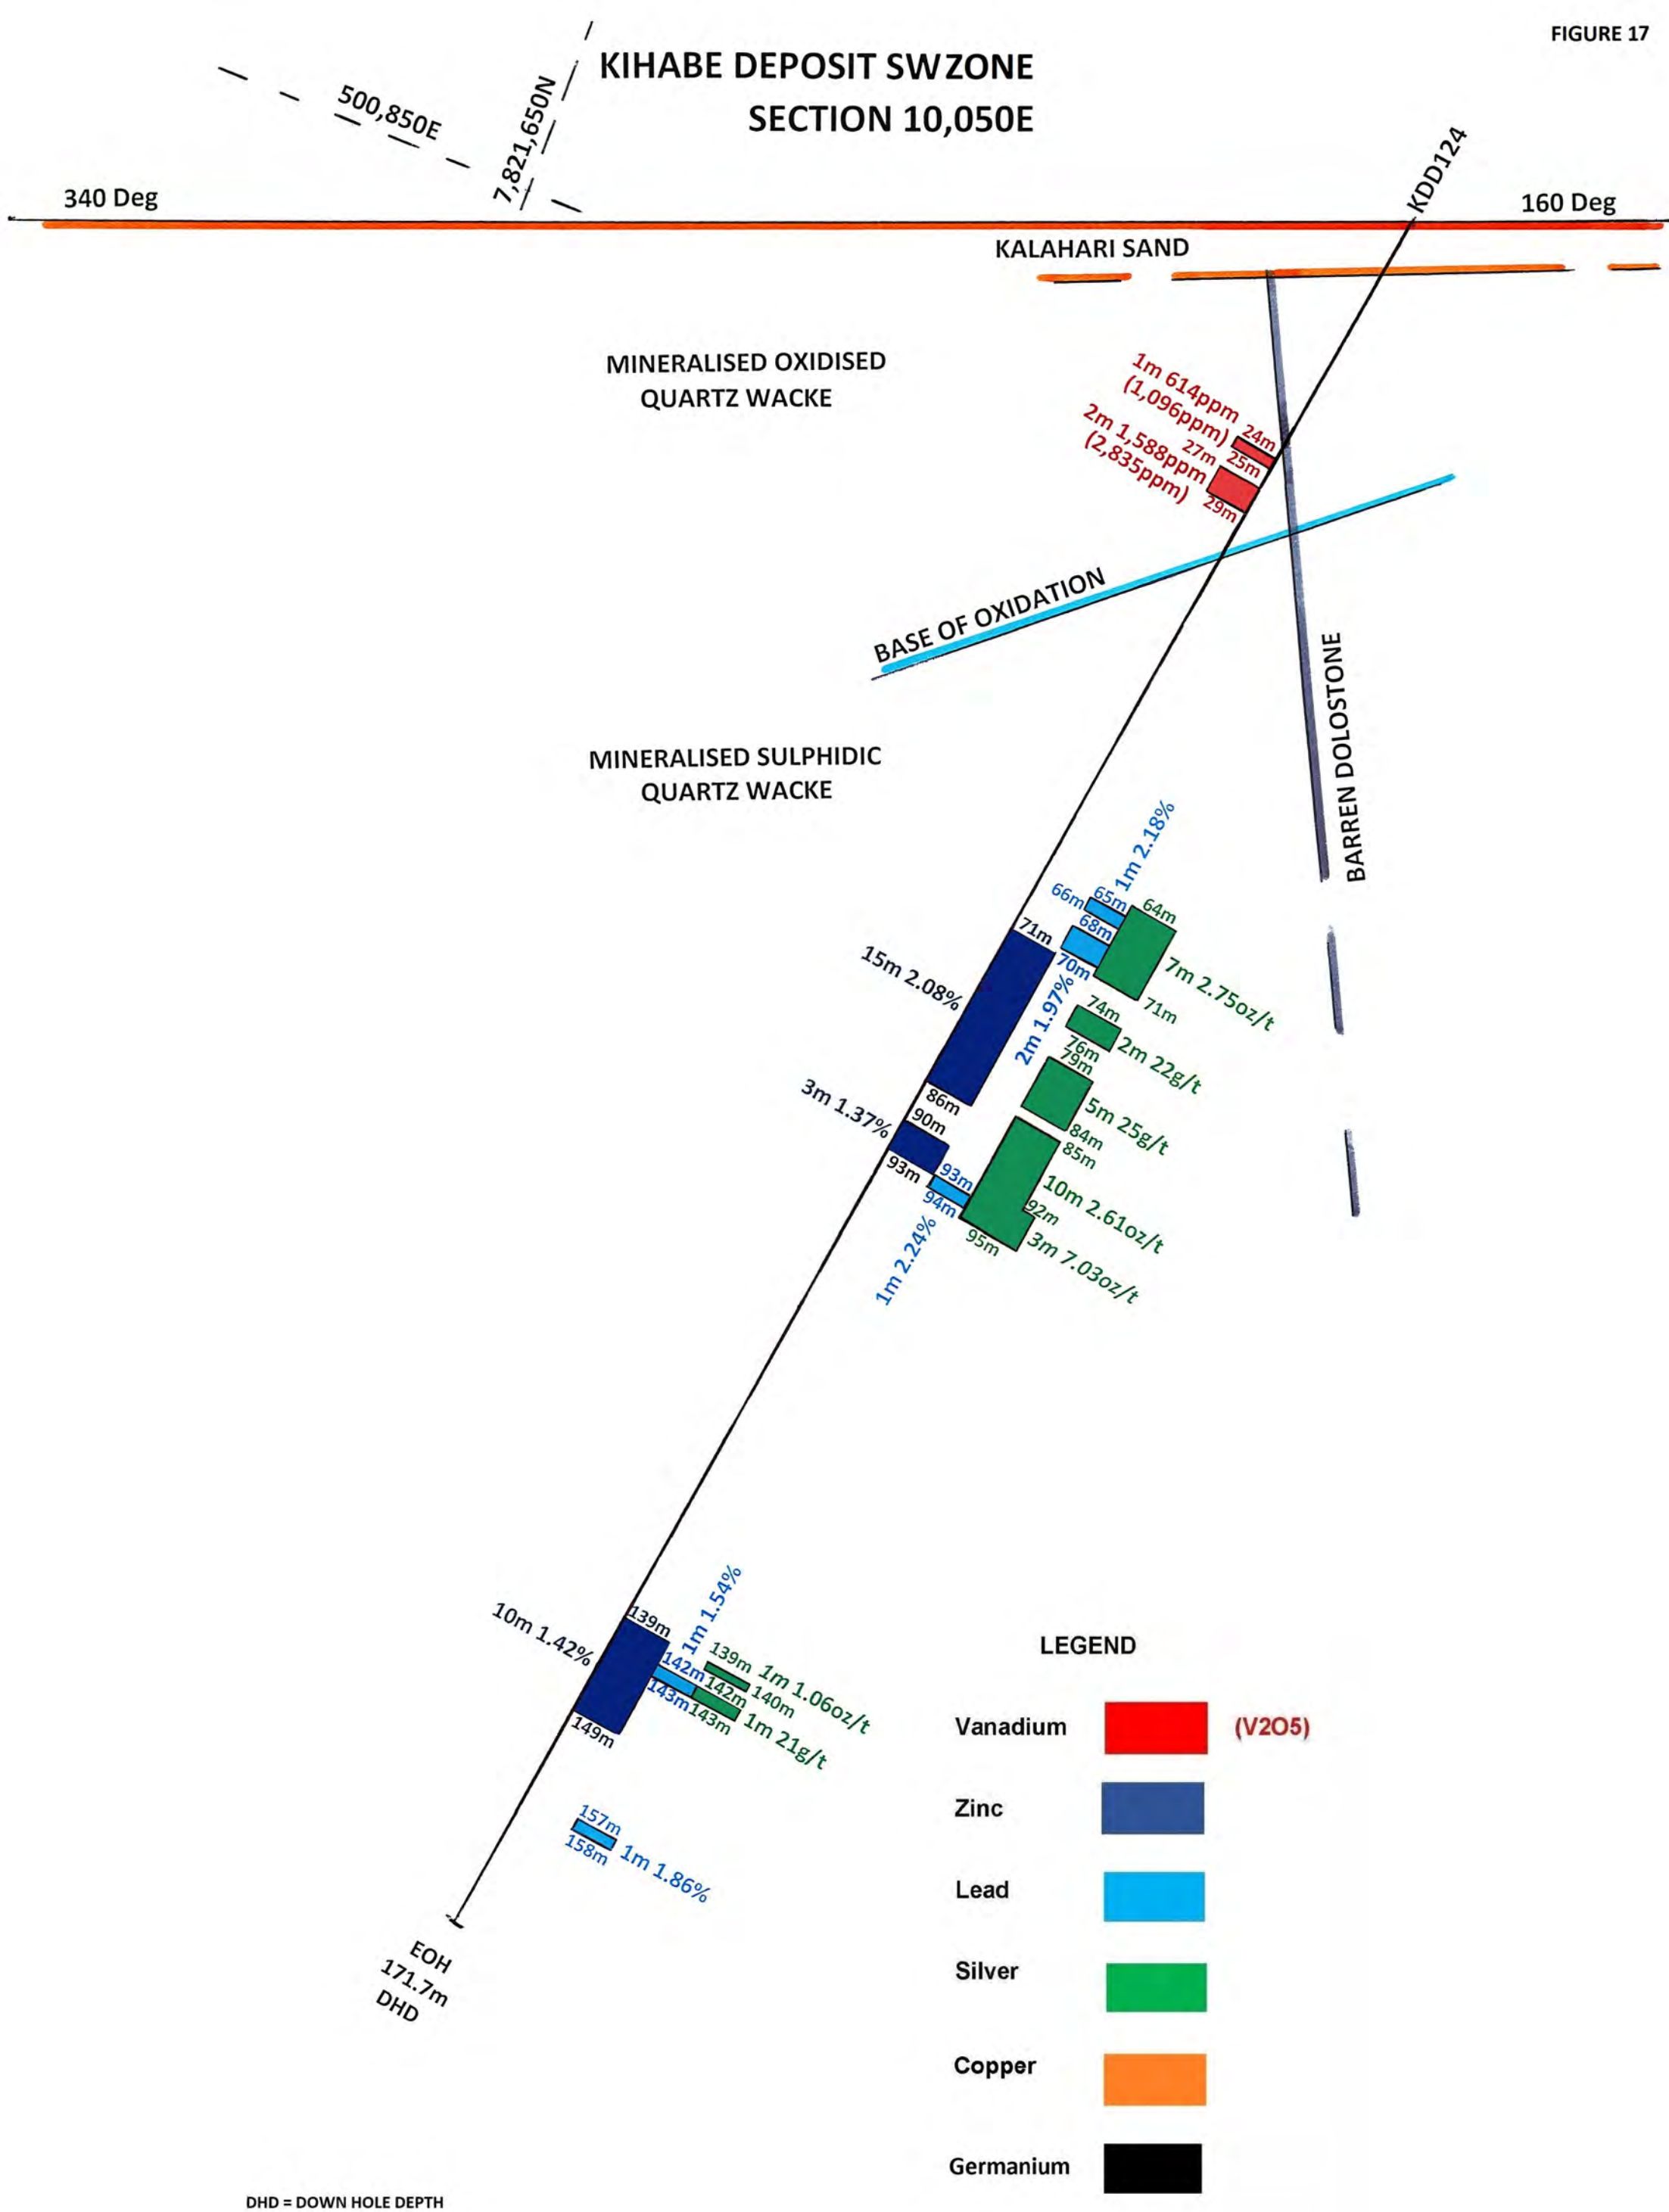 FIGURE 17
KIHABE DEPOSIT SWZONE
SECTION 10,050E
500,850E
7,821,650N
KDD124
340 Deg
160 Deg
KALAHARI SAND
MINERALISED OXIDISED
QUARTZ WACKE
1m 614ppm
(1,096ppm)
24m
25m
2m 1,588ppm
(2,835ppm)
27m
29m
BASE OF OXIDATION
BARREN DOLOSTONE
MINERALISED SULPHIDIC
QUARTZ WACKE
1m 2.18%
65m
66m
64m
68m
70m
2m 1.97%
7m 2.75oz/t
71m
71m
15m 2.08%
86m
74m
76m
2m 22g/t
79m
5m 25g/t
84m
85m
3m 1.37%
90m
93m
93m
94m
1m 2.24%
10m 2.61oz/t
92m
3m 7.03oz/t
95m
10m 1.42%
139m
149m
1m 1.54%
142m
143m
139m
1m 1.06oz/t
140m
142m
143m
1m 21g/t
157m
158m
1m 1.86%
EOH
171.7m
DHD
LEGEND
Vanadium
(V2O5)
Zinc
Lead
Silver
Copper
Germanium
DHD = DOWN HOLE DEPTH